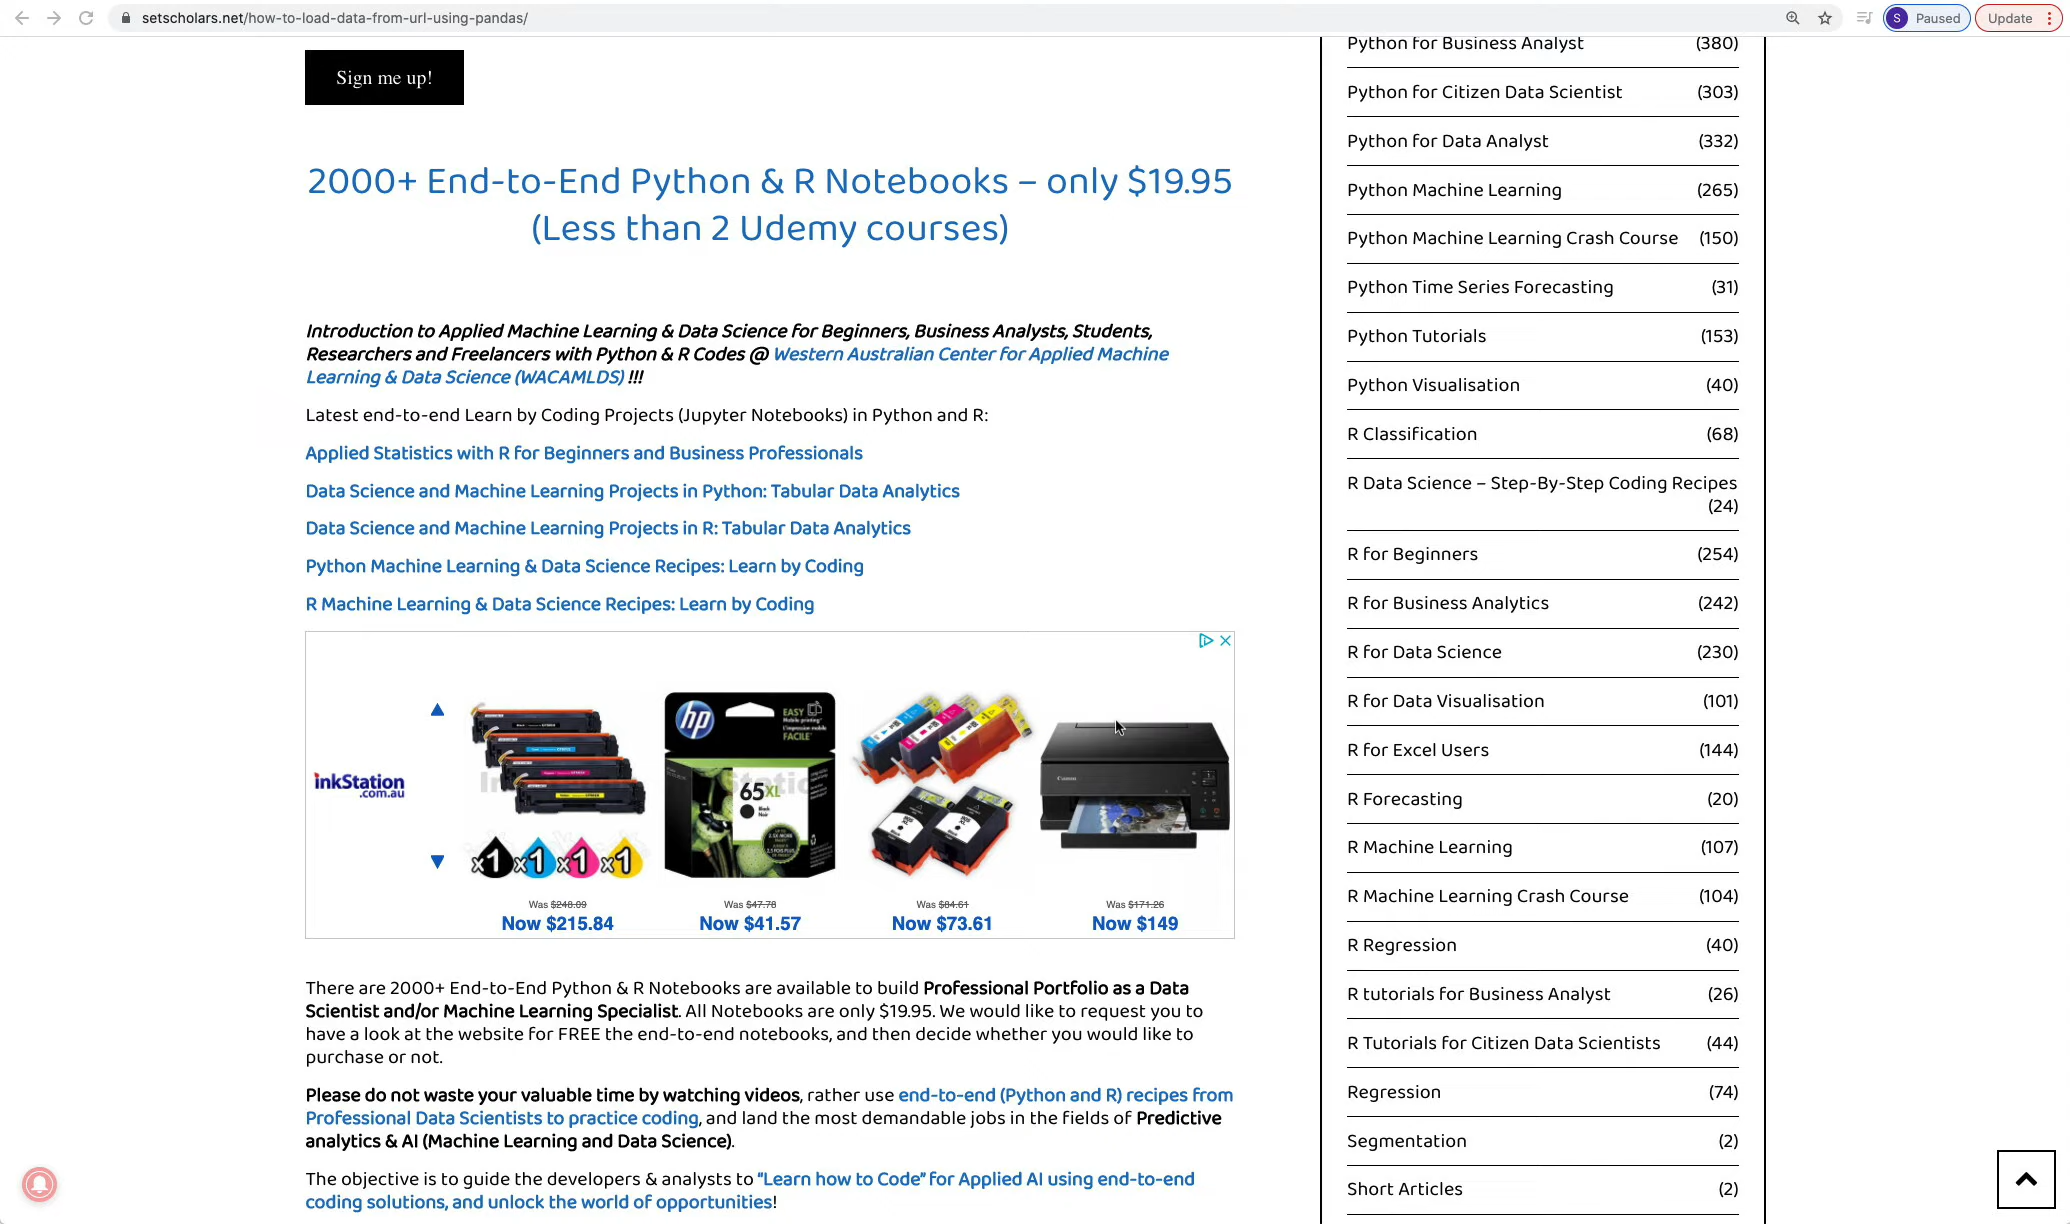 setscholars.net/how-to-load-data-from-url-using-pandas/
S Paused
Update
Sign me up!
2000+ End-to-End Python & R Notebooks – only $19.95
(Less than 2 Udemy courses)
Introduction to Applied Machine Learning & Data Science for Beginners, Business Analysts, Students,
Researchers and Freelancers with Python & R Codes @ Western Australian Center for Applied Machine
Learning & Data Science (WACAMLDS) !!!
Latest end-to-end Learn by Coding Projects (Jupyter Notebooks) in Python and R:
Applied Statistics with R for Beginners and Business Professionals
Data Science and Machine Learning Projects in Python: Tabular Data Analytics
Data Science and Machine Learning Projects in R: Tabular Data Analytics
Python Machine Learning & Data Science Recipes: Learn by Coding
R Machine Learning & Data Science Recipes: Learn by Coding
inkStation
.com.au
x1 x1 x1 x1
hp
EASY
Mobile printing
FACILE
65XL
Black
Noir
Canon
Was $248.09
Now $215.84
Was $47.78
Now $41.57
Was $84.61
Now $73.61
Was $171.26
Now $149
There are 2000+ End-to-End Python & R Notebooks are available to build Professional Portfolio as a Data
Scientist and/or Machine Learning Specialist. All Notebooks are only $19.95. We would like to request you to
have a look at the website for FREE the end-to-end notebooks, and then decide whether you would like to
purchase or not.
Please do not waste your valuable time by watching videos, rather use end-to-end (Python and R) recipes from
Professional Data Scientists to practice coding, and land the most demandable jobs in the fields of Predictive
analytics & AI (Machine Learning and Data Science).
The objective is to guide the developers & analysts to “Learn how to Code” for Applied AI using end-to-end
coding solutions, and unlock the world of opportunities!
Python for Business Analyst (380)
Python for Citizen Data Scientist (303)
Python for Data Analyst (332)
Python Machine Learning (265)
Python Machine Learning Crash Course (150)
Python Time Series Forecasting (31)
Python Tutorials (153)
Python Visualisation (40)
R Classification (68)
R Data Science – Step-By-Step Coding Recipes
(24)
R for Beginners (254)
R for Business Analytics (242)
R for Data Science (230)
R for Data Visualisation (101)
R for Excel Users (144)
R Forecasting (20)
R Machine Learning (107)
R Machine Learning Crash Course (104)
R Regression (40)
R tutorials for Business Analyst (26)
R Tutorials for Citizen Data Scientists (44)
Regression (74)
Segmentation (2)
Short Articles (2)